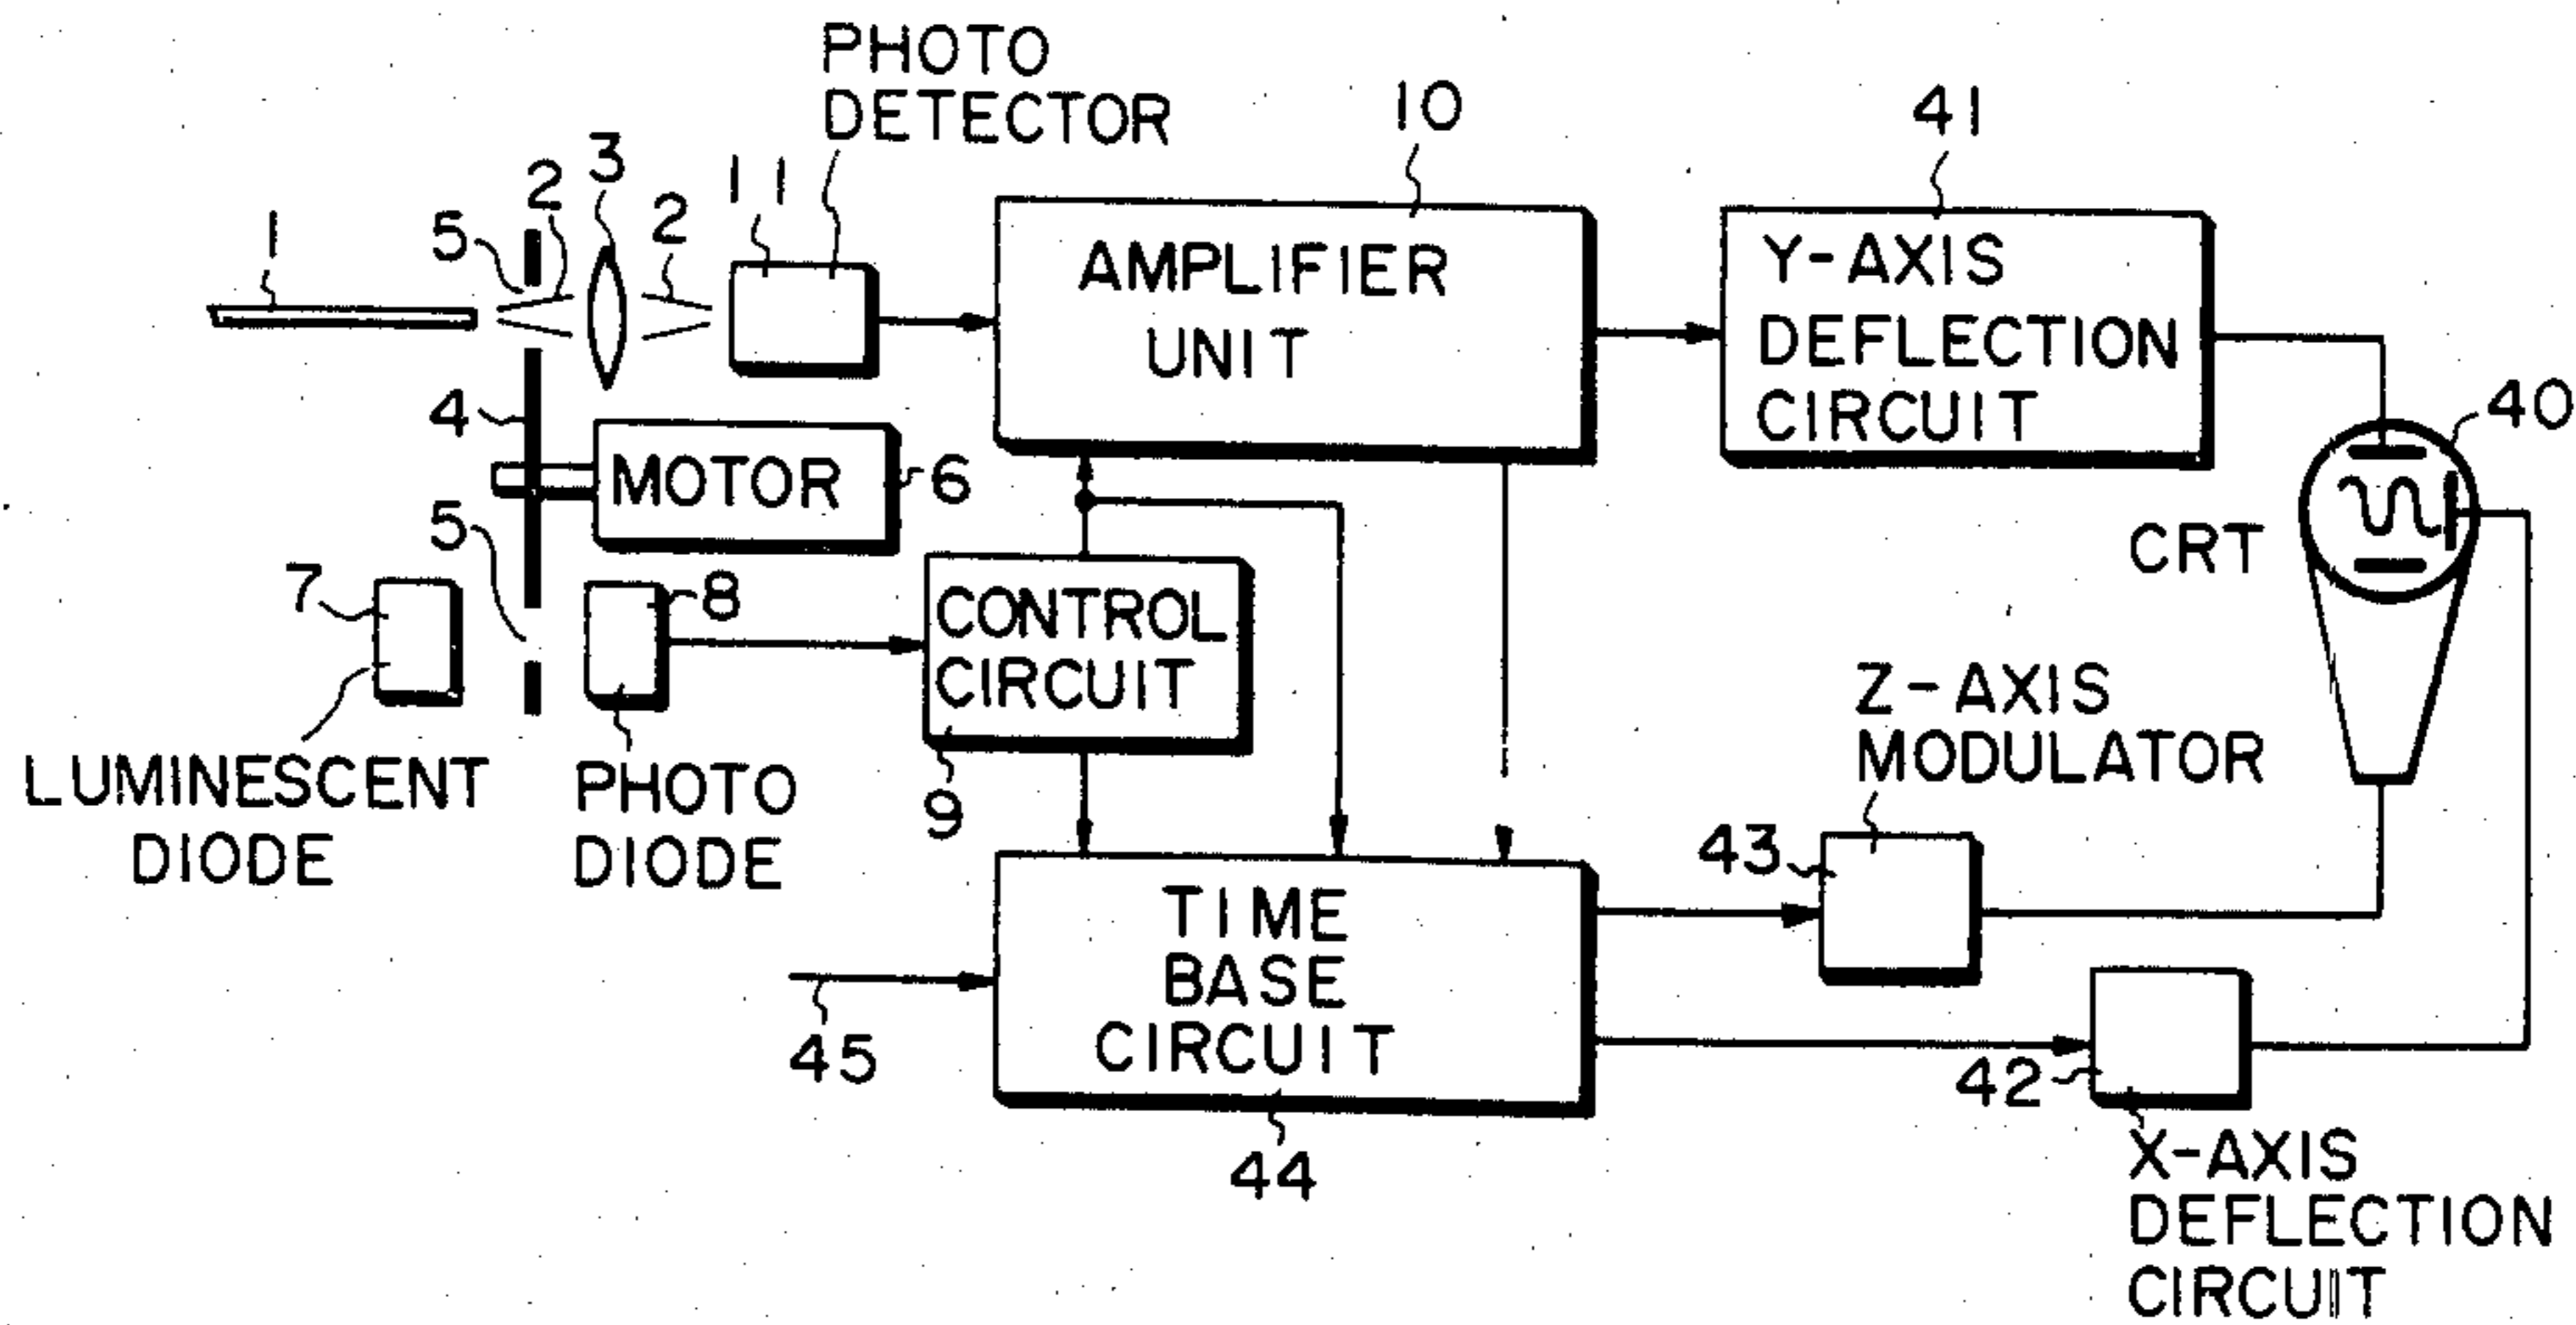 PHOTO
DETECTOR
10
41
1
5
2
3
2
11
AMPLIFIER
UNIT
Y-AXIS
DEFLECTION
CIRCUIT
4
MOTOR
6
40
5
CRT
7
8
CONTROL
CIRCUIT
9
LUMINESCENT
DIODE
PHOTO
DIODE
Z-AXIS
MODULATOR
43
TIME
BASE
CIRCUIT
45
42
44
X-AXIS
DEFLECTION
CIRCUIT